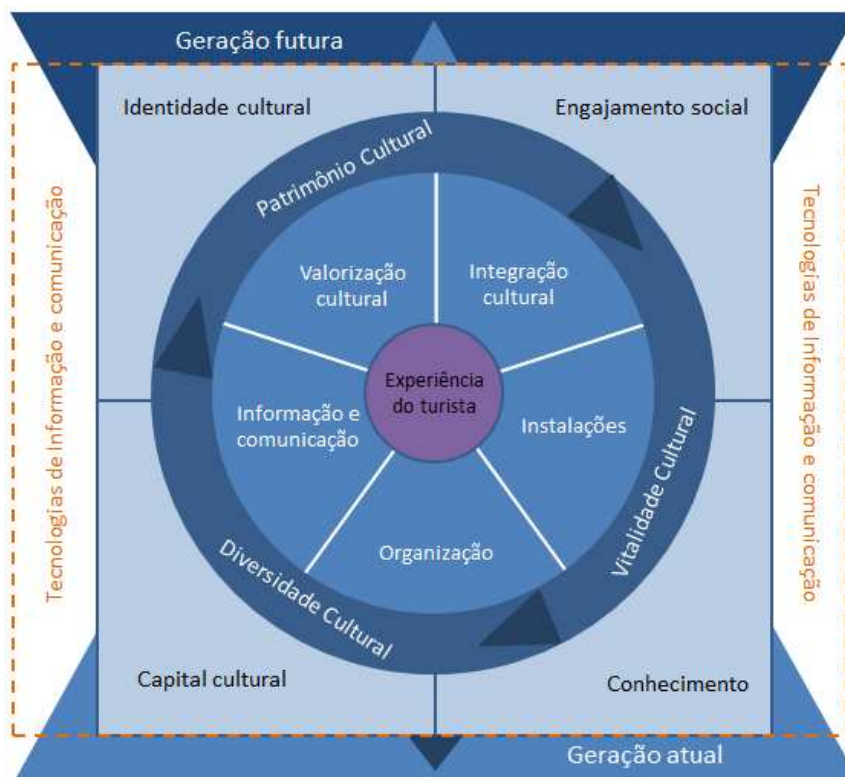 Geração futura
Identidade cultural
Engajamento social
Patrimônio Cultural
Tecnologias de Informação e comunicação
Tecnologias de Informação e comunicação
Valorização
cultural
Integração
cultural
Experiência
do turista
Informação e
comunicação
Instalações
Organização
Vitalidade Cultural
Diversidade Cultural
Capital cultural
Conhecimento
Geração atual